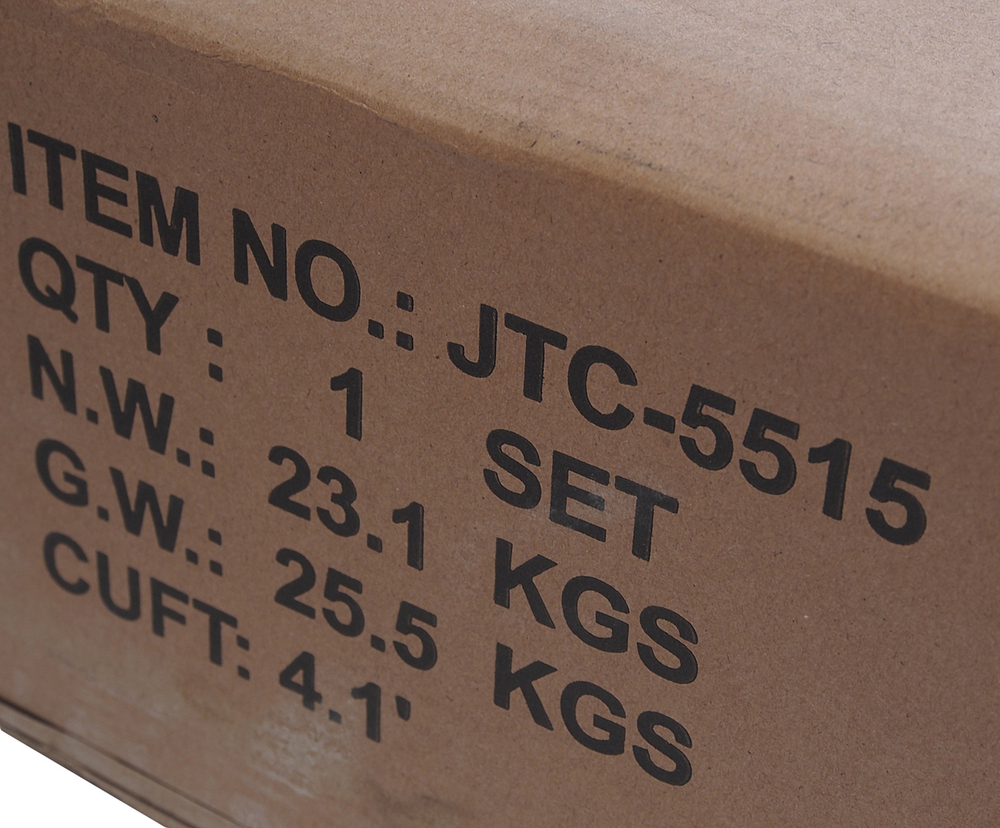 ITEM NO.: JTC-5515
QTY : 1 SET
N.W.: 23.1 KGS
G.W.: 25.5 KGS
CUFT: 4.1'